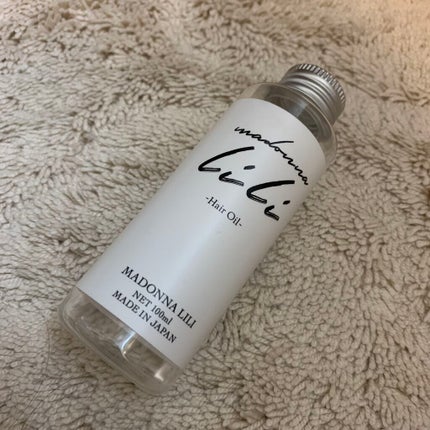 madonna
LiLi
-Hair Oil-
MADONNA LILI
NET 100ml
MADE IN JAPAN